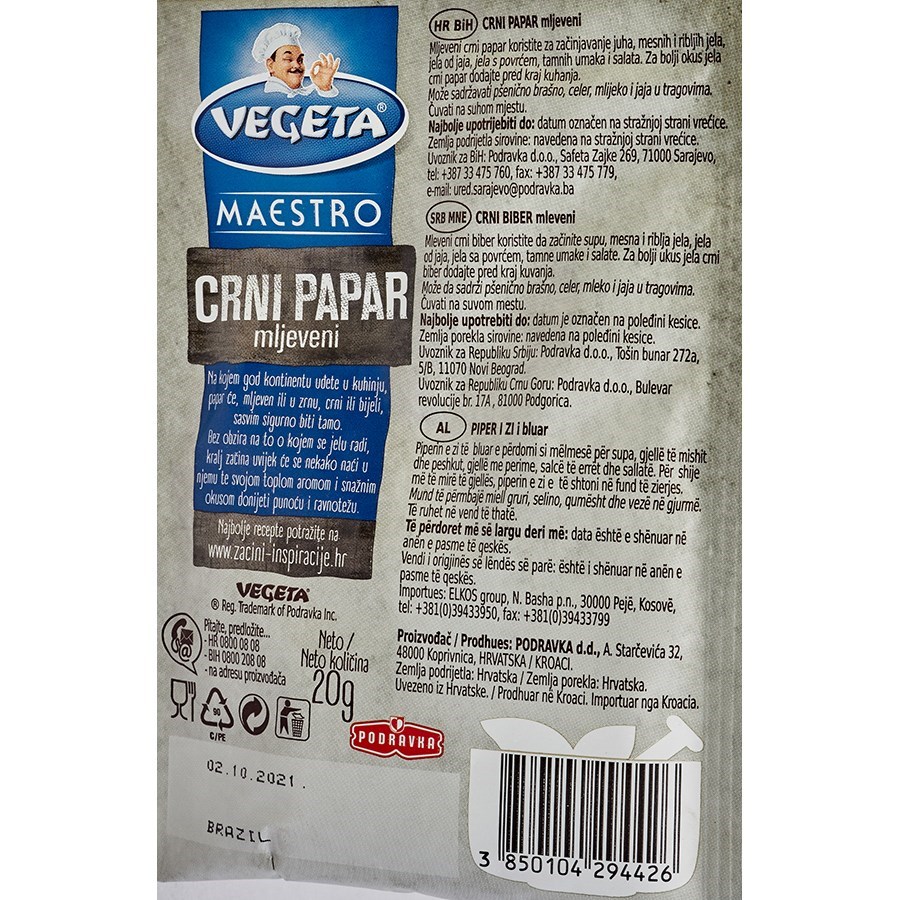 VEGETA®
MAESTRO
CRNI PAPAR
mljeveni
Na kojem god kontinentu uđete u kuhinju,
papar će, mljeven ili u zrnu, crni ili bijeli,
sasvim sigurno biti tamo.
Bez obzira na to o kojem se jelu radi,
kralj začina uvijek će se nekako naći u
njemu te svojom toplom aromom i snažnim
okusom donijeti punoću i ravnotežu.
Najbolje recepte potražite na
www.zacini-inspiracije.hr
VEGETA®
® Reg. Trademark of Podravka Inc.
Pitajte, predložite...
- HR 0800 08 08
- BIH 0800 208 08
- na adresu proizvođača
Neto /
Neto količina
20g
90
C/PE
PODRAVKA
02.10.2021.
BRAZIL
HR BiH CRNI PAPAR mljeveni
Mljeveni crni papar koristite za začinjavanje juha, mesnih i ribljih jela,
jela od jaja, jela s povrćem, tamnih umaka i salata. Za bolji okus jela
crni papar dodajte pred kraj kuhanja.
Može sadržavati pšenično brašno, celer, mlijeko i jaja u tragovima.
Čuvati na suhom mjestu.
Najbolje upotrijebiti do: datum označen na stražnjoj strani vrećice.
Zemlja podrijetla sirovine: navedena na stražnjoj strani vrećice.
Uvoznik za BiH: Podravka d.o.o., Safeta Zajke 269, 71000 Sarajevo,
tel: +387 33 475 760, fax: +387 33 475 779,
e-mail: ured.sarajevo@podravka.ba
SRB MNE CRNI BIBER mleveni
Mleveni crni biber koristite da začinite supu, mesna i riblja jela, jela
od jaja, jela sa povrćem, tamne umake i salate. Za bolji ukus jela crni
biber dodajte pred kraj kuvanja.
Može da sadrži pšenično brašno, celer, mleko i jaja u tragovima.
Čuvati na suvom mestu.
Najbolje upotrebiti do: datum je označen na poleđini kesice.
Zemlja porekla sirovine: navedena na poleđini kesice.
Uvoznik za Republiku Srbiju: Podravka d.o.o., Tošin bunar 272a,
5/B, 11070 Novi Beograd.
Uvoznik za Republiku Crnu Goru: Podravka d.o.o., Bulevar
revolucije br. 17A, 81000 Podgorica.
AL PIPER I ZI i bluar
Piperin e zi të bluar e përdorni si mëlmesë për supa, gjellë të mishit
dhe peshkut, gjellë me perime, salcë të errët dhe sallatë. Për shije
më të mirë të gjellës, piperin e zi e të shtoni në fund të zierjes.
Mund të përmbajë miell gruri, selino, qumësht dhe vezë në gjurmë.
Të ruhet në vend të thatë.
Të përdoret më së largu deri më: data është e shënuar në
anën e pasme të qeskës.
Vendi i origjinës së lëndës së parë: është i shënuar në anën e
pasme të qeskës.
Importues: ELKOS group, N. Basha p.n., 30000 Pejë, Kosovë,
tel: +381(0)39433950, fax: +381(0)39433799
Proizvođač / Prodhues: PODRAVKA d.d., A. Starčevića 32,
48000 Koprivnica, HRVATSKA / KROACI.
Zemlja podrijetla: Hrvatska / Zemlja porekla: Hrvatska.
Uvezeno iz Hrvatske. / Prodhuar në Kroaci. Importuar nga Kroacia.
3 850104 294426